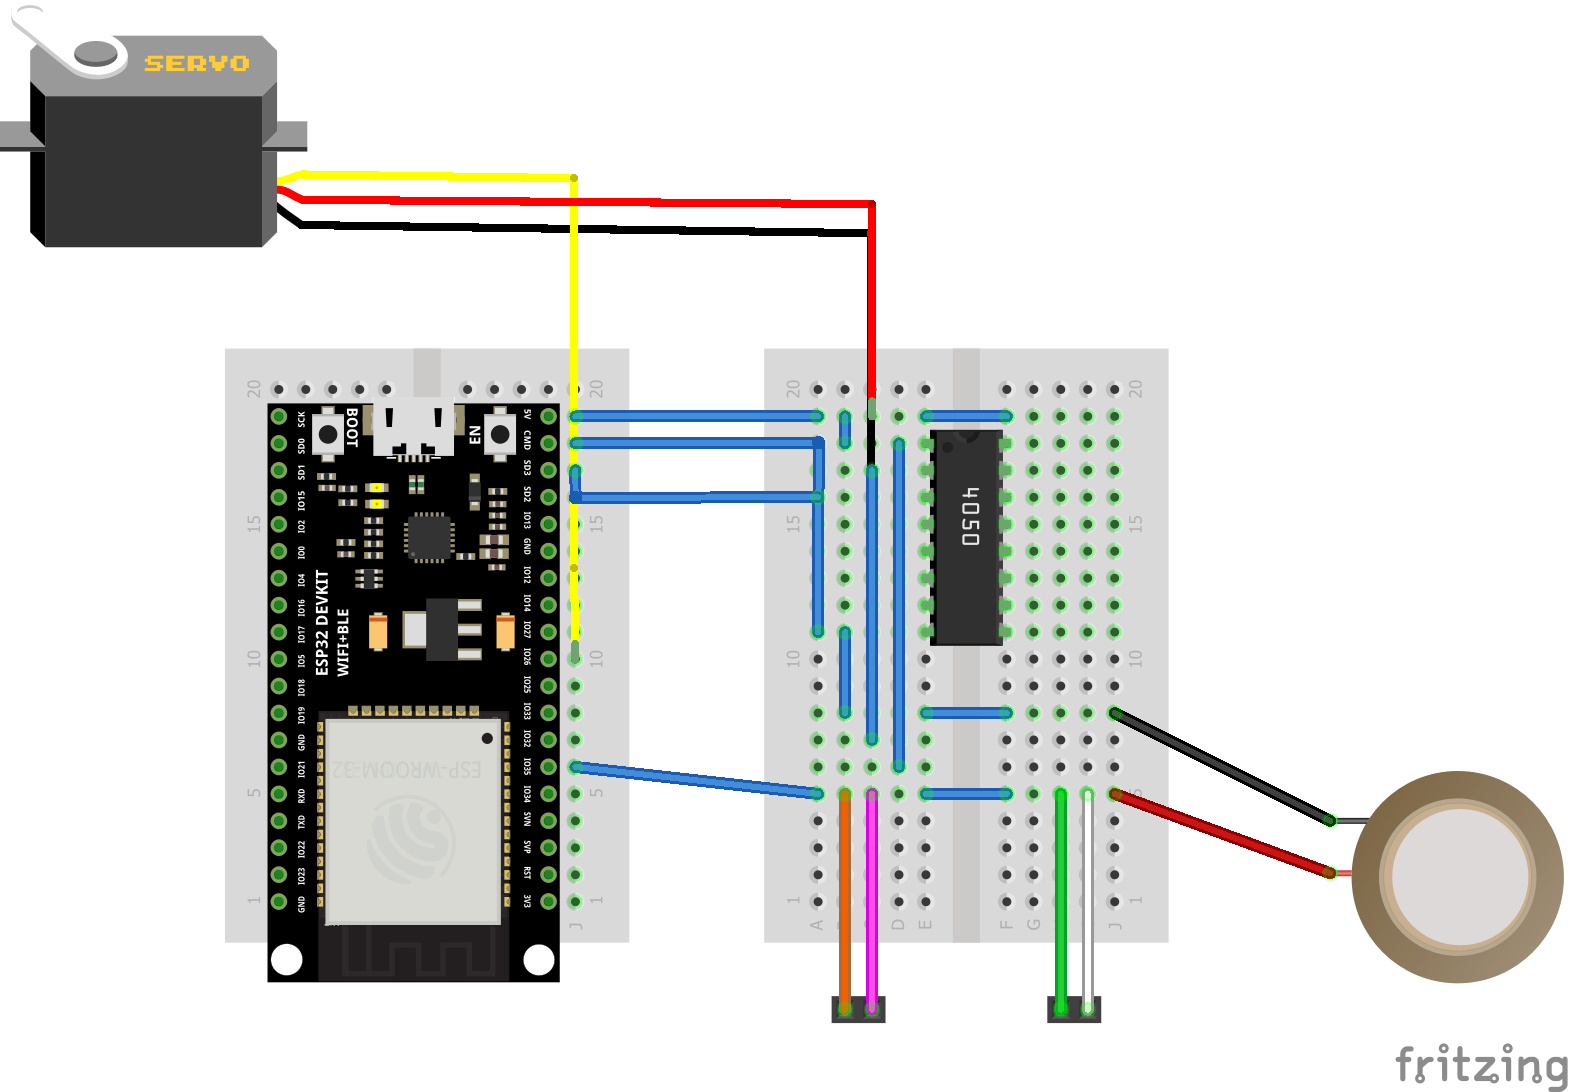 SERVO
20
20
20
20
15
15
15
10
10
10
5
5
5
1
1
1
1
J
A
D
E
F
G
J
BOOT
EN
SCK
SD0
SD1
IO15
IO2
IO0
IO4
IO16
IO17
IO5
IO18
IO19
GND
IO21
RXD
TXD
IO22
IO23
GND
5V
CMD
SD3
SD2
IO13
GND
IO12
IO14
IO27
IO26
IO25
IO33
IO32
IO35
IO34
SVN
SVP
RST
3V3
ESP32 DEVKIT
WIFI+BLE
ESP-WROOM-32
4050
fritzing